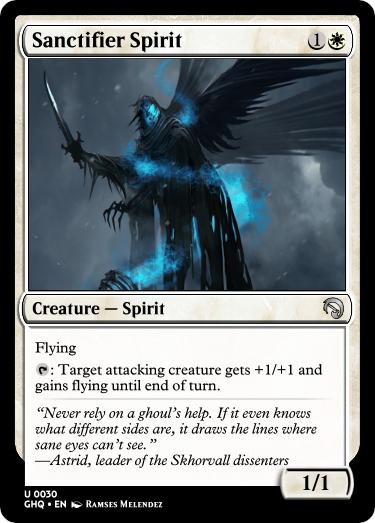 Sanctifier Spirit 1
Creature — Spirit
Flying
: Target attacking creature gets +1/+1 and
gains flying until end of turn.
“Never rely on a ghoul’s help. If it even knows
what different sides are, it draws the lines where
sane eyes can’t see.”
—Astrid, leader of the Skhorvall dissenters
1/1
U 0030
GHQ • EN Ramses Melendez